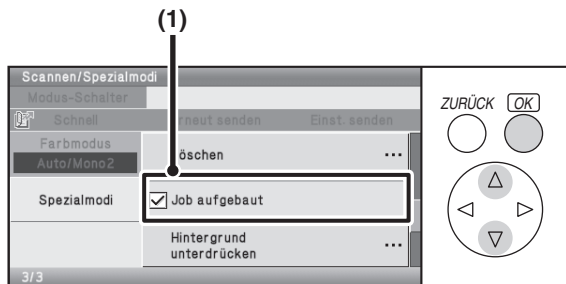 (1)
Scannen/Spezialmodi
Modus-Schalter
Schnell
erneut senden
Einst. senden
Farbmodus
Auto/Mono2
öschen
...
Spezialmodi
Job aufgebaut
Hintergrund
unterdrücken
...
3/3
ZURÜCK
OK